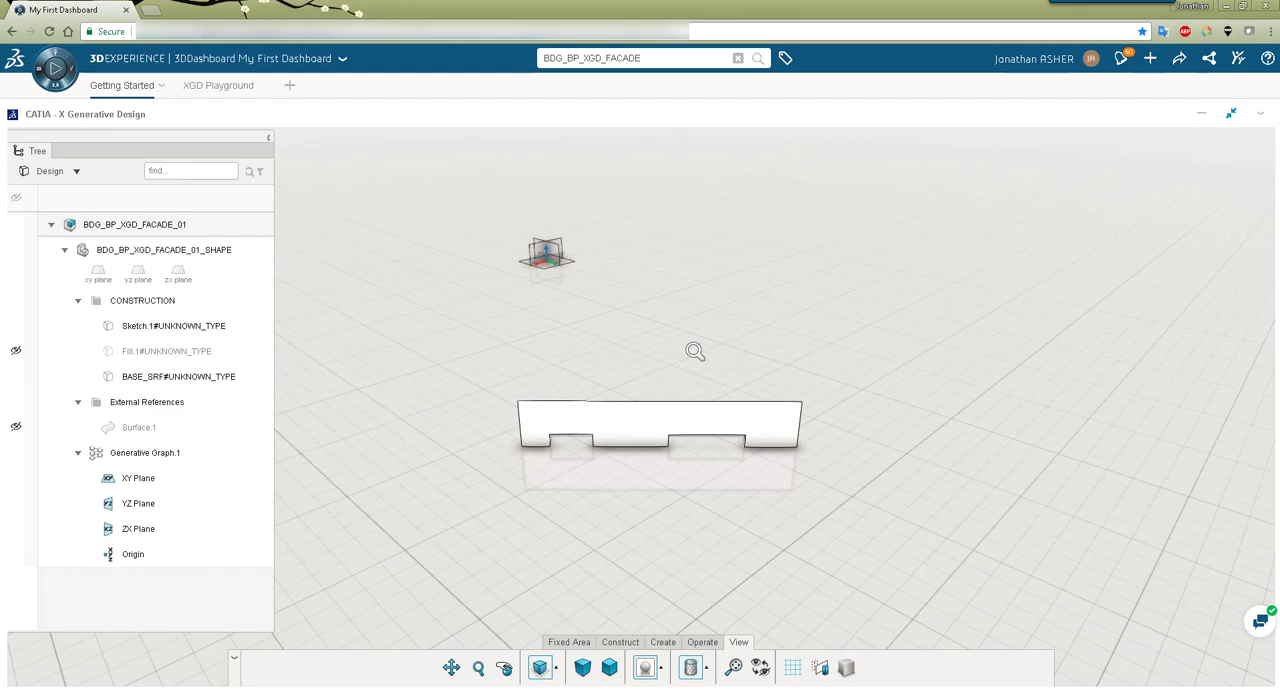 My First Dashboard
Jonathan
Secure
3DEXPERIENCE | 3DDashboard My First Dashboard
BDG_BP_XGD_FACADE
Jonathan ASHER
JA
50
Getting Started
XGD Playground
CATIA - X Generative Design
Tree
Design
find...
BDG_BP_XGD_FACADE_01
BDG_BP_XGD_FACADE_01_SHAPE
xy plane
yz plane
zx plane
CONSTRUCTION
Sketch.1#UNKNOWN_TYPE
Fill.1#UNKNOWN_TYPE
BASE_SRF#UNKNOWN_TYPE
External References
Surface.1
Generative Graph.1
XY Plane
YZ Plane
ZX Plane
Origin
Fixed Area
Construct
Create
Operate
View